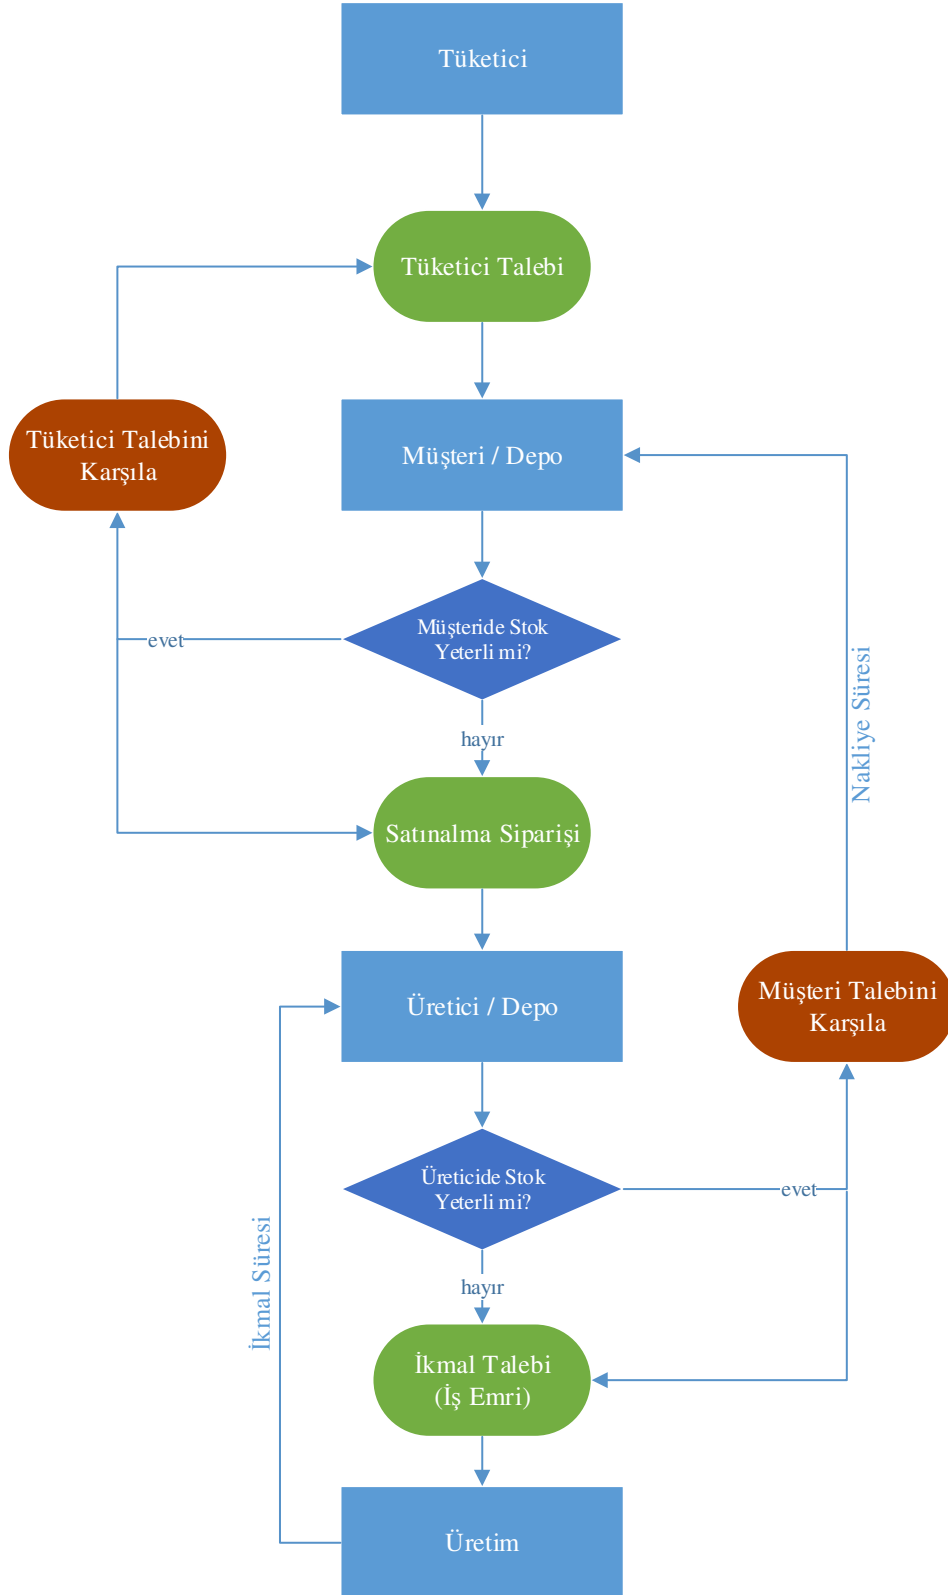 Tüketici
Tüketici Talebi
Tüketici Talebini
Karşıla
Müşteri / Depo
Müşteride Stok
Yeterli mi?
evet
hayır
Nakliye Süresi
Satınalma Siparişi
Üretici / Depo
Müşteri Talebini
Karşıla
Üreticide Stok
Yeterli mi?
evet
hayır
İkmal Süresi
İkmal Talebi
(İş Emri)
Üretim